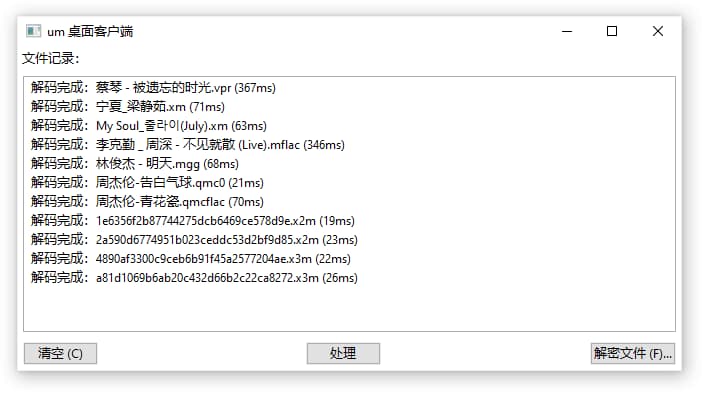 um 桌面客户端
文件记录：
解码完成：蔡琴 - 被遗忘的时光.vpr (367ms)
解码完成：宁夏_梁静茹.xm (71ms)
解码完成：My Soul_줄라이(July).xm (63ms)
解码完成：李克勤 _ 周深 - 不见就散 (Live).mflac (346ms)
解码完成：林俊杰 - 明天.mgg (68ms)
解码完成：周杰伦-告白气球.qmc0 (21ms)
解码完成：周杰伦-青花瓷.qmcflac (70ms)
解码完成：1e6356f2b87744275dcb6469ce578d9e.x2m (19ms)
解码完成：2a590d6774951b023ceddc53d2bf9d85.x2m (23ms)
解码完成：4890af3300c9ceb6b91f45a2577204ae.x3m (22ms)
解码完成：a81d1069b6ab20c432d66b2c22ca8272.x3m (26ms)
清空 (C)
处理
解密文件 (F)...